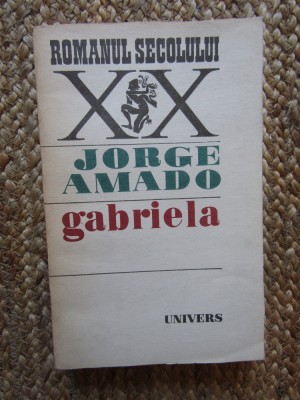 ROMANUL SECOLULUI
XX
JORGE
AMADO
gabriela
UNIVERS